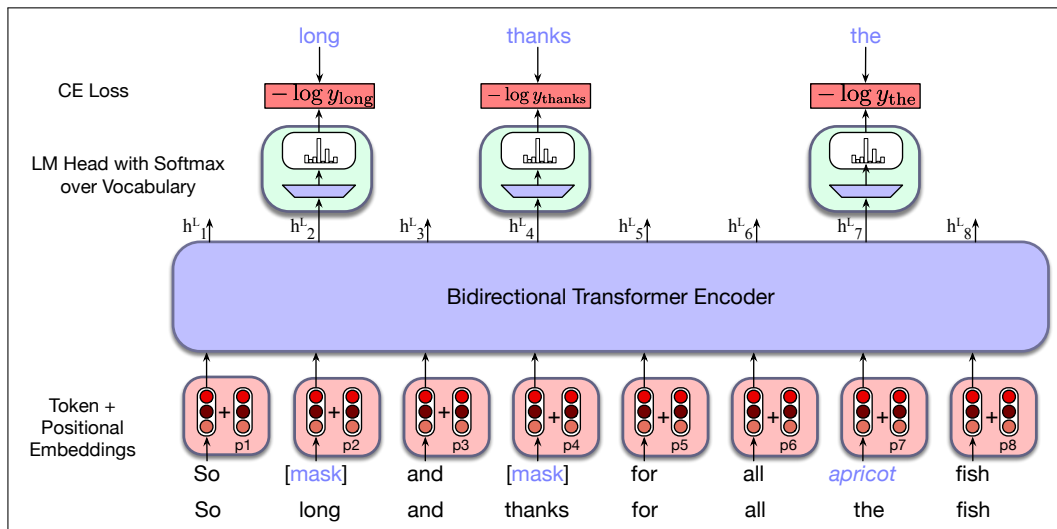 long thanks the
CE Loss
− log y_long − log y_thanks − log y_the
LM Head with Softmax
over Vocabulary
h^L_1 h^L_2 h^L_3 h^L_4 h^L_5 h^L_6 h^L_7 h^L_8
Bidirectional Transformer Encoder
Token +
Positional
Embeddings
+ + + + + + + +
p1 p2 p3 p4 p5 p6 p7 p8
So [mask] and [mask] for all apricot fish
So long and thanks for all the fish